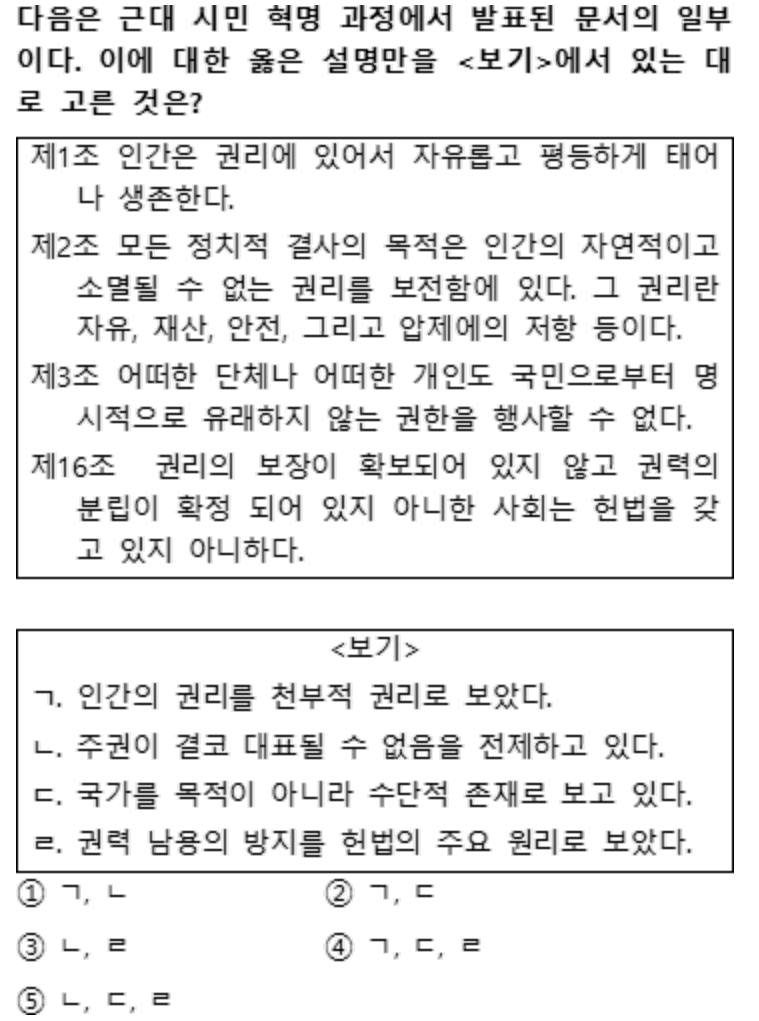 다음은 근대 시민 혁명 과정에서 발표된 문서의 일부
이다. 이에 대한 옳은 설명만을 <보기>에서 있는 대
로 고른 것은?
제1조 인간은 권리에 있어서 자유롭고 평등하게 태어
나 생존한다.
제2조 모든 정치적 결사의 목적은 인간의 자연적이고
소멸될 수 없는 권리를 보전함에 있다. 그 권리란
자유, 재산, 안전, 그리고 압제에의 저항 등이다.
제3조 어떠한 단체나 어떠한 개인도 국민으로부터 명
시적으로 유래하지 않는 권한을 행사할 수 없다.
제16조 권리의 보장이 확보되어 있지 않고 권력의
분립이 확정 되어 있지 아니한 사회는 헌법을 갖
고 있지 아니하다.
<보기>
ㄱ. 인간의 권리를 천부적 권리로 보았다.
ㄴ. 주권이 결코 대표될 수 없음을 전제하고 있다.
ㄷ. 국가를 목적이 아니라 수단적 존재로 보고 있다.
ㄹ. 권력 남용의 방지를 헌법의 주요 원리로 보았다.
① ㄱ, ㄴ ② ㄱ, ㄷ
③ ㄴ, ㄹ ④ ㄱ, ㄷ, ㄹ
⑤ ㄴ, ㄷ, ㄹ